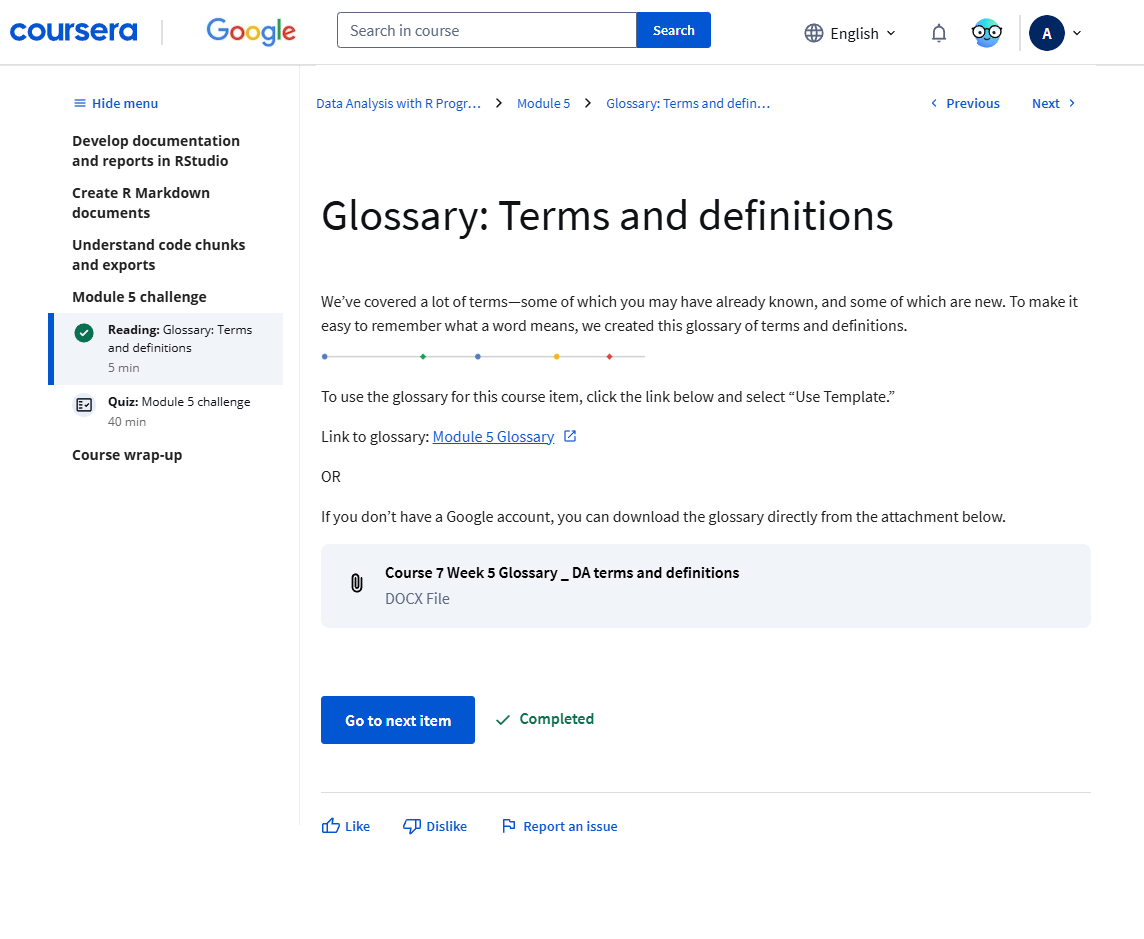 coursera
Google
Search in course
Search
English
A
Hide menu
Develop documentation
and reports in RStudio
Create R Markdown
documents
Understand code chunks
and exports
Module 5 challenge
Reading: Glossary: Terms
and definitions
5 min
Quiz: Module 5 challenge
40 min
Course wrap-up
Data Analysis with R Progr… Module 5 Glossary: Terms and defin…
Previous
Next
Glossary: Terms and definitions
We’ve covered a lot of terms—some of which you may have already known, and some of which are new. To make it
easy to remember what a word means, we created this glossary of terms and definitions.
To use the glossary for this course item, click the link below and select “Use Template.”
Link to glossary: Module 5 Glossary
OR
If you don’t have a Google account, you can download the glossary directly from the attachment below.
Course 7 Week 5 Glossary _ DA terms and definitions
DOCX File
Go to next item
Completed
Like
Dislike
Report an issue